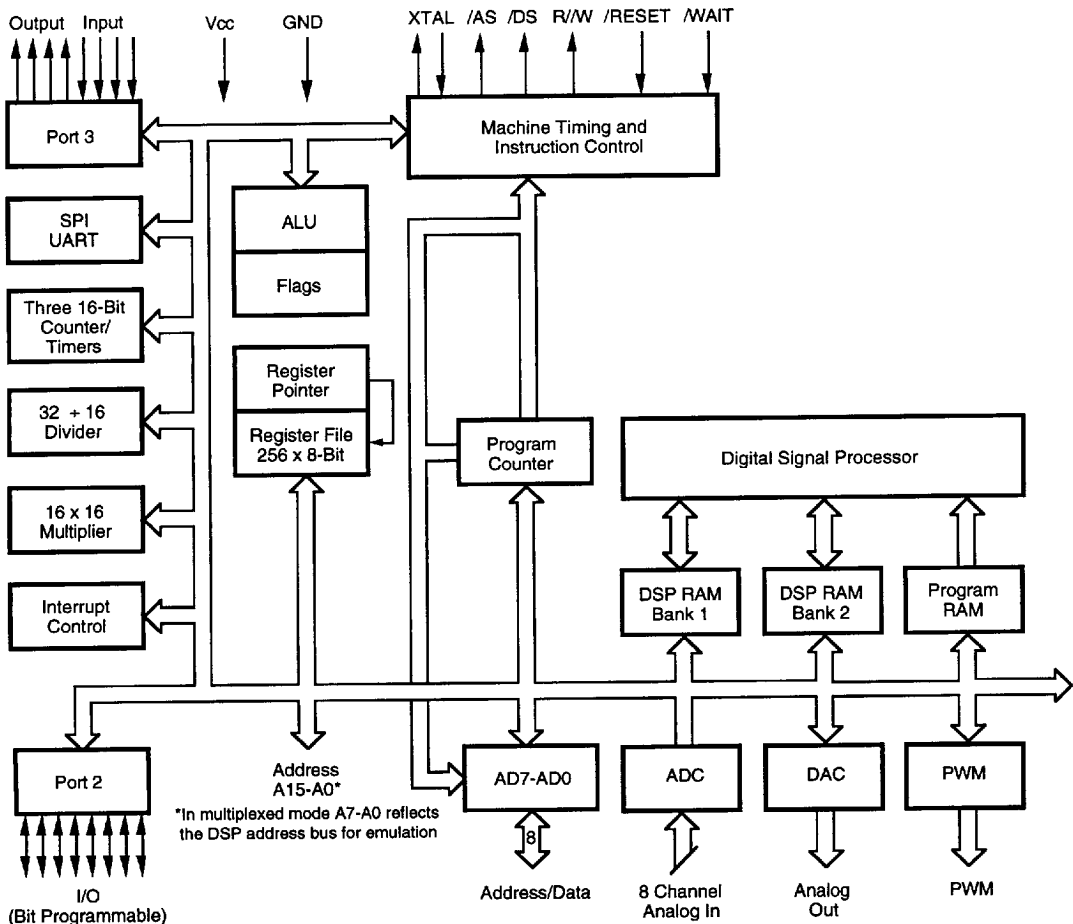 Output Input Vcc GND XTAL /AS /DS R//W /RESET /WAIT
Port 3
Machine Timing and
Instruction Control
SPI
UART
ALU
Flags
Three 16-Bit
Counter/
Timers
Register
Pointer
Register File
256 x 8-Bit
32 ÷ 16
Divider
Program
Counter
Digital Signal Processor
16 x 16
Multiplier
Interrupt
Control
DSP RAM
Bank 1
DSP RAM
Bank 2
Program
RAM
Port 2
Address
A15-A0*
*In multiplexed mode A7-A0 reflects
the DSP address bus for emulation
AD7-AD0
ADC
DAC
PWM
8
I/O
(Bit Programmable)
Address/Data
8 Channel
Analog In
Analog
Out
PWM